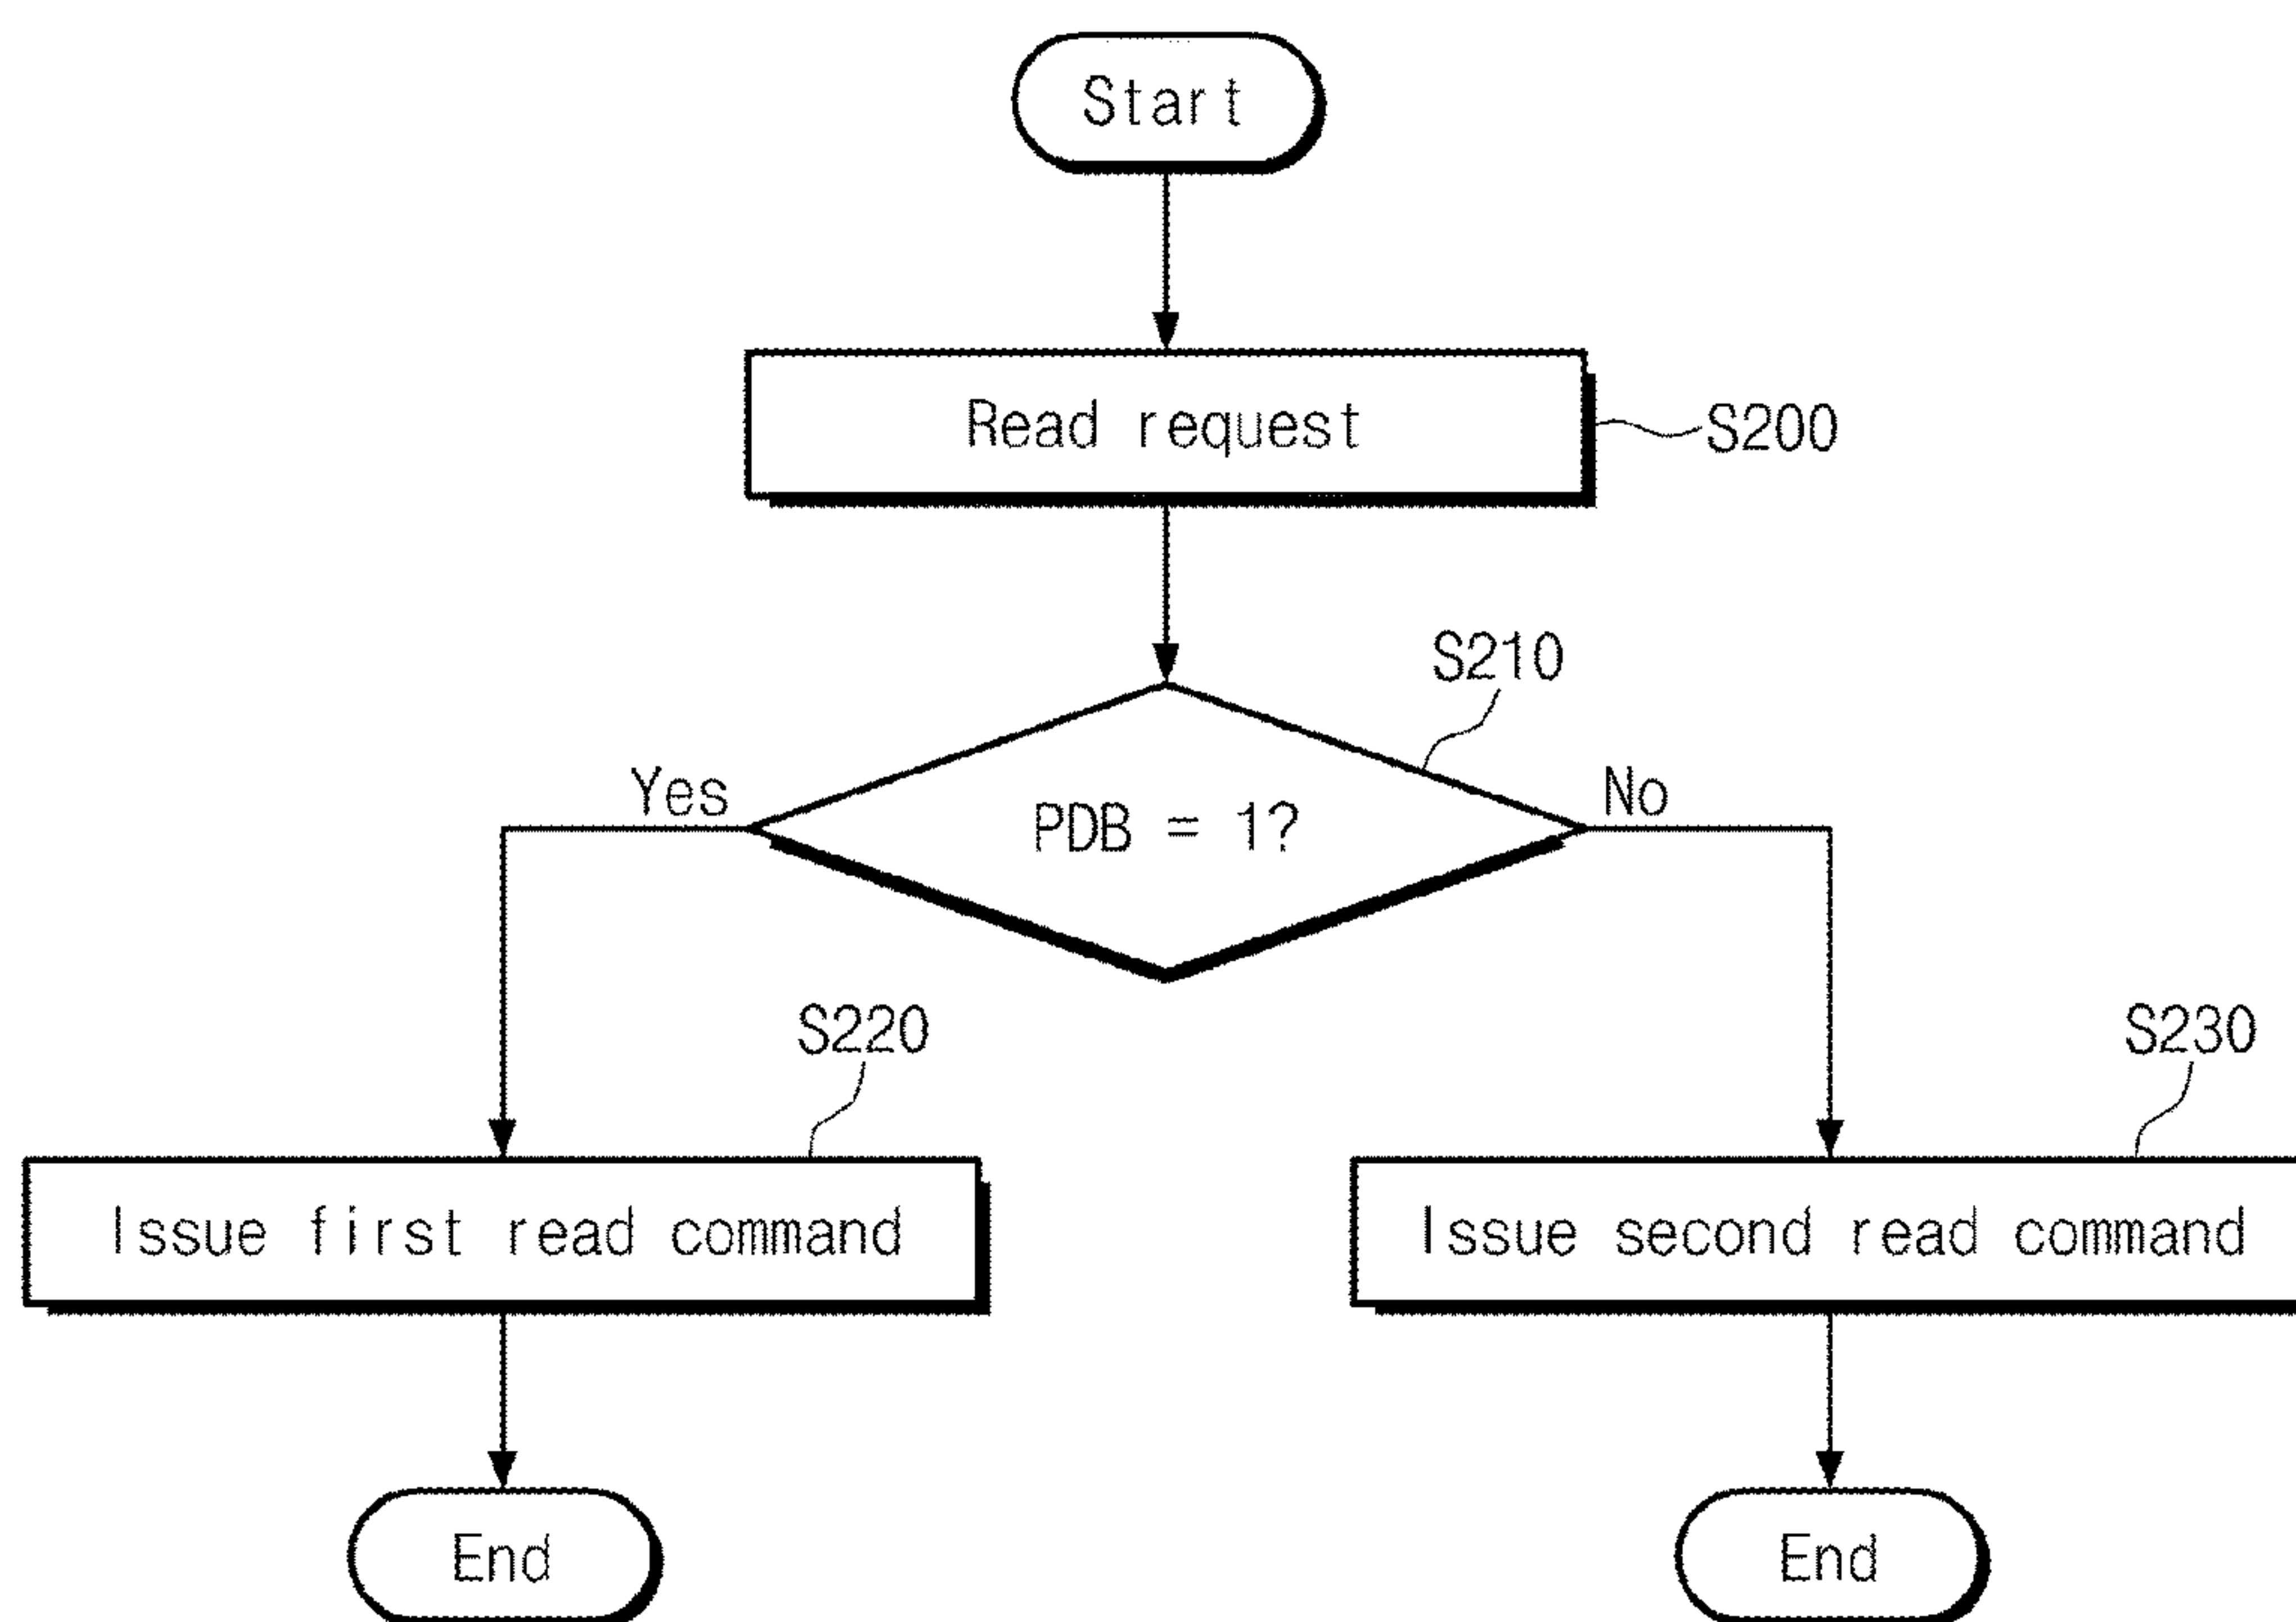 Start
Read request
S200
S210
Yes
PDB = 1?
No
S220
S230
Issue first read command
Issue second read command
End
End